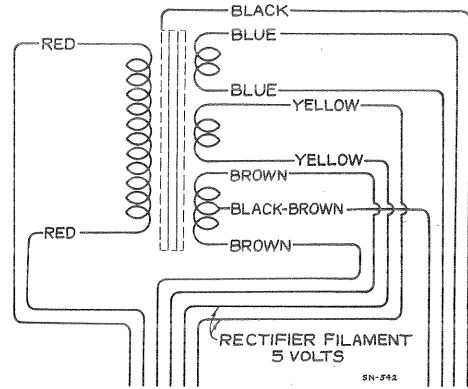 BLACK
RED
BLUE
BLUE
YELLOW
YELLOW
BROWN
BLACK-BROWN
RED
BROWN
RECTIFIER FILAMENT
5 VOLTS
SN-542